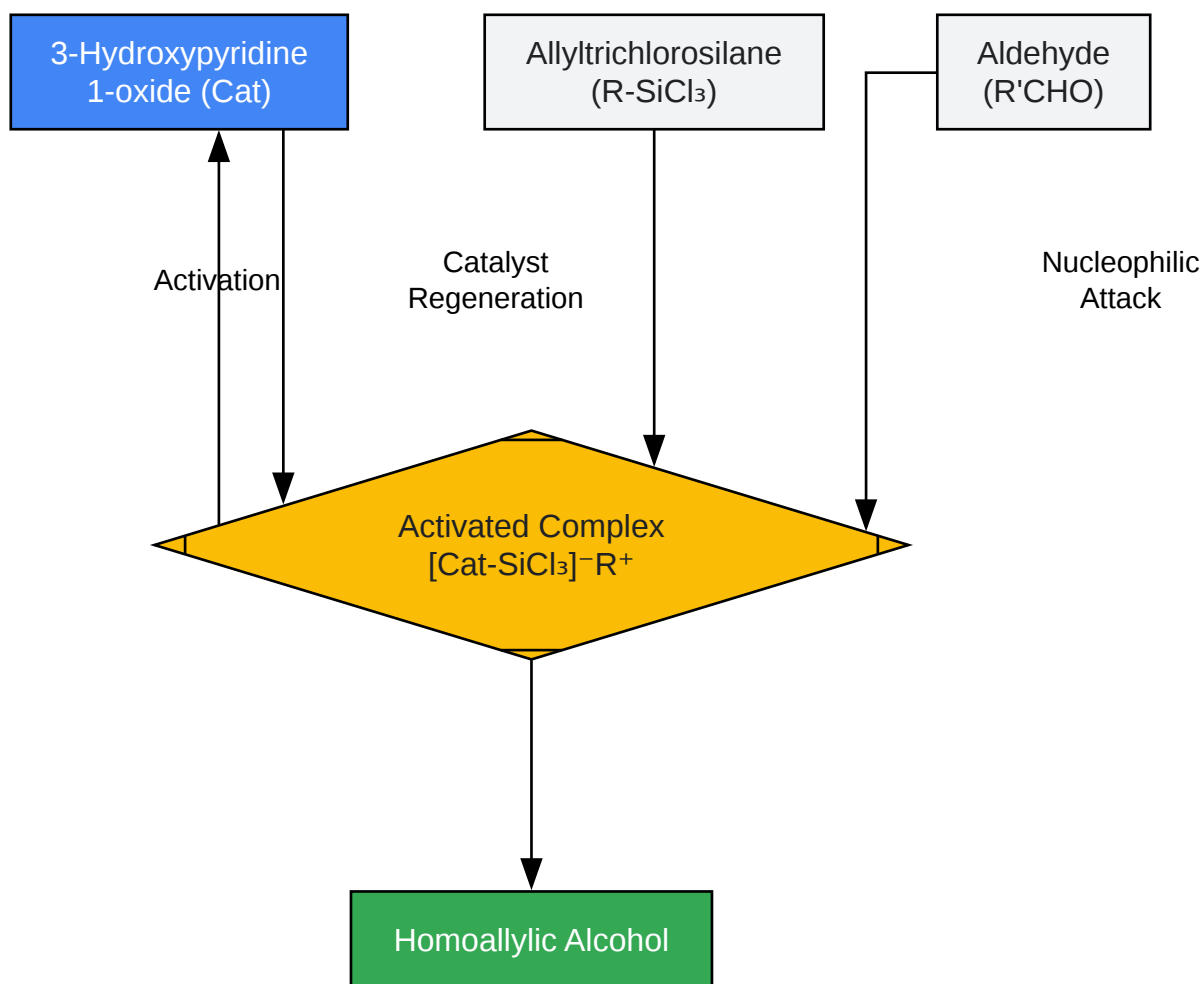 3-Hydroxypyridine
1-oxide (Cat)
Allyltrichlorosilane
(R-SiCl₃)
Aldehyde
(R'CHO)
Activation
Catalyst
Regeneration
Nucleophilic
Attack
Activated Complex
[Cat-SiCl₃]⁻R⁺
Homoallylic Alcohol